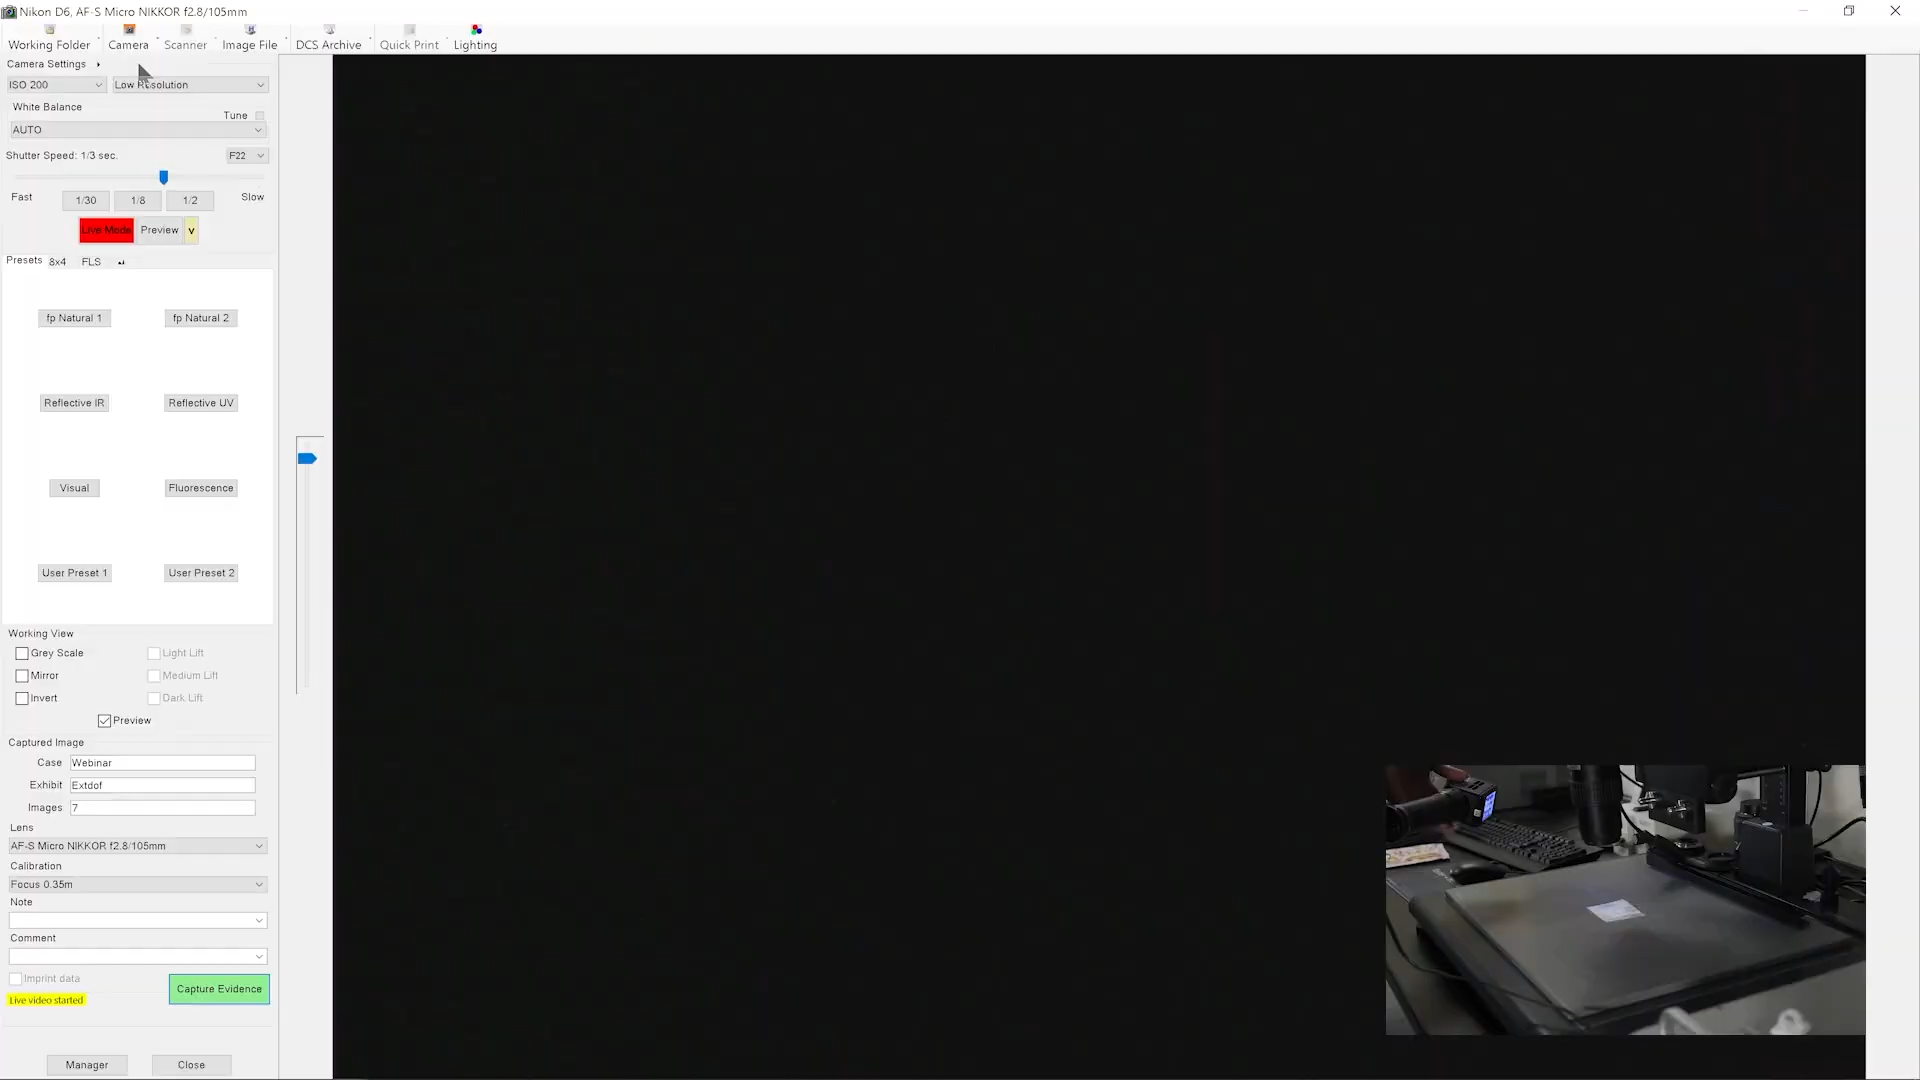 Nikon D6, AF-S Micro NIKKOR f2.8/105mm
Working Folder Camera Scanner Image File DCS Archive Quick Print Lighting
Camera Settings
ISO 200 Low Resolution
White Balance
Tune
AUTO
Shutter Speed: 1/3 sec. F22
Fast 1/30 1/8 1/2 Slow
Live Mode Preview v
Presets 8x4 FLS
fp Natural 1 fp Natural 2
Reflective IR Reflective UV
Visual Fluorescence
User Preset 1 User Preset 2
Working View
Grey Scale Light Lift
Mirror Medium Lift
Invert Dark Lift
Preview
Captured Image
Case Webinar
Exhibit Extdof
Images 7
Lens
AF-S Micro NIKKOR f2.8/105mm
Calibration
Focus 0.35m
Note
Comment
Imprint data
Capture Evidence
Live video started
Manager Close